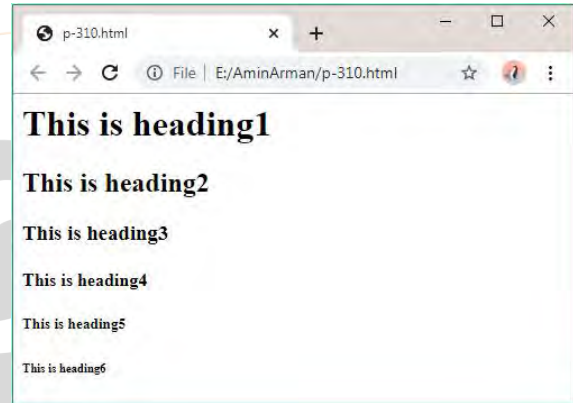 p-310.html
File | E:/AminArman/p-310.html
This is heading1
This is heading2
This is heading3
This is heading4
This is heading5
This is heading6